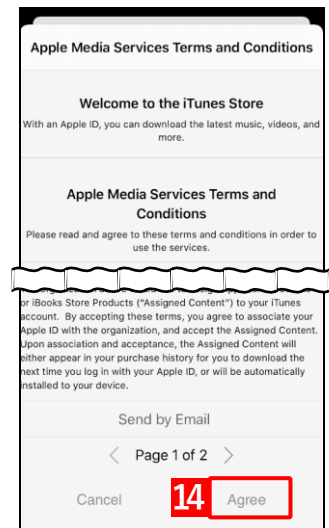 Apple Media Services Terms and Conditions
Welcome to the iTunes Store
With an Apple ID, you can download the latest music, videos, and
more.
Apple Media Services Terms and
Conditions
Please read and agree to these terms and conditions in order to
use the services.
or iBooks Store Products ("Assigned Content") to your iTunes
account. By accepting these terms, you agree to associate your
Apple ID with the organization, and accept the Assigned Content.
Upon association and acceptance, the Assigned Content will
either appear in your purchase history for you to download the
next time you log in with your Apple ID, or will be automatically
installed to your device.
Send by Email
Page 1 of 2
Cancel 14 Agree